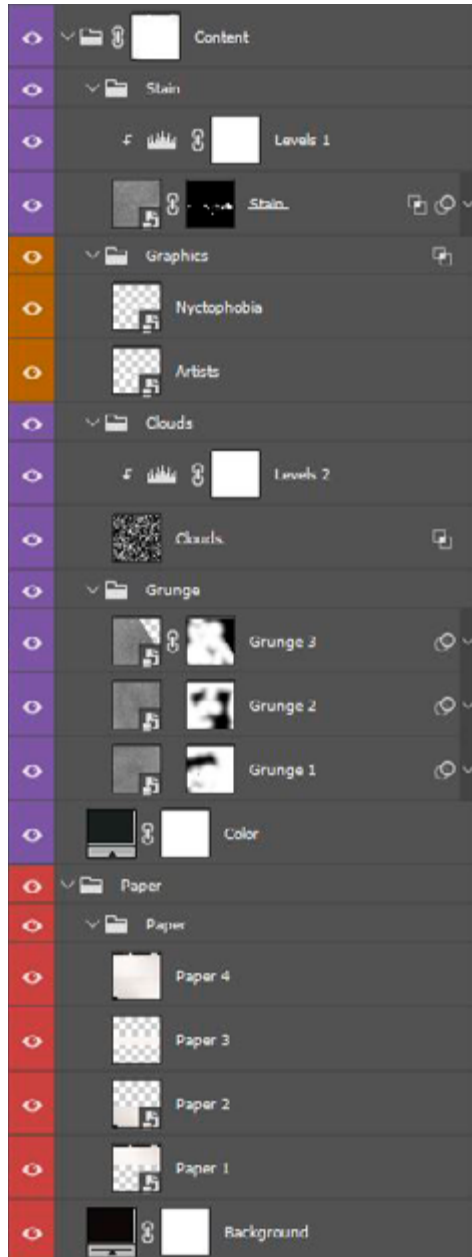 Content
Stain
Levels 1
Stain
Graphics
Nyctophobia
Artists
Clouds
Levels 2
Clouds
Grunge
Grunge 3
Grunge 2
Grunge 1
Color
Paper
Paper
Paper 4
Paper 3
Paper 2
Paper 1
Background